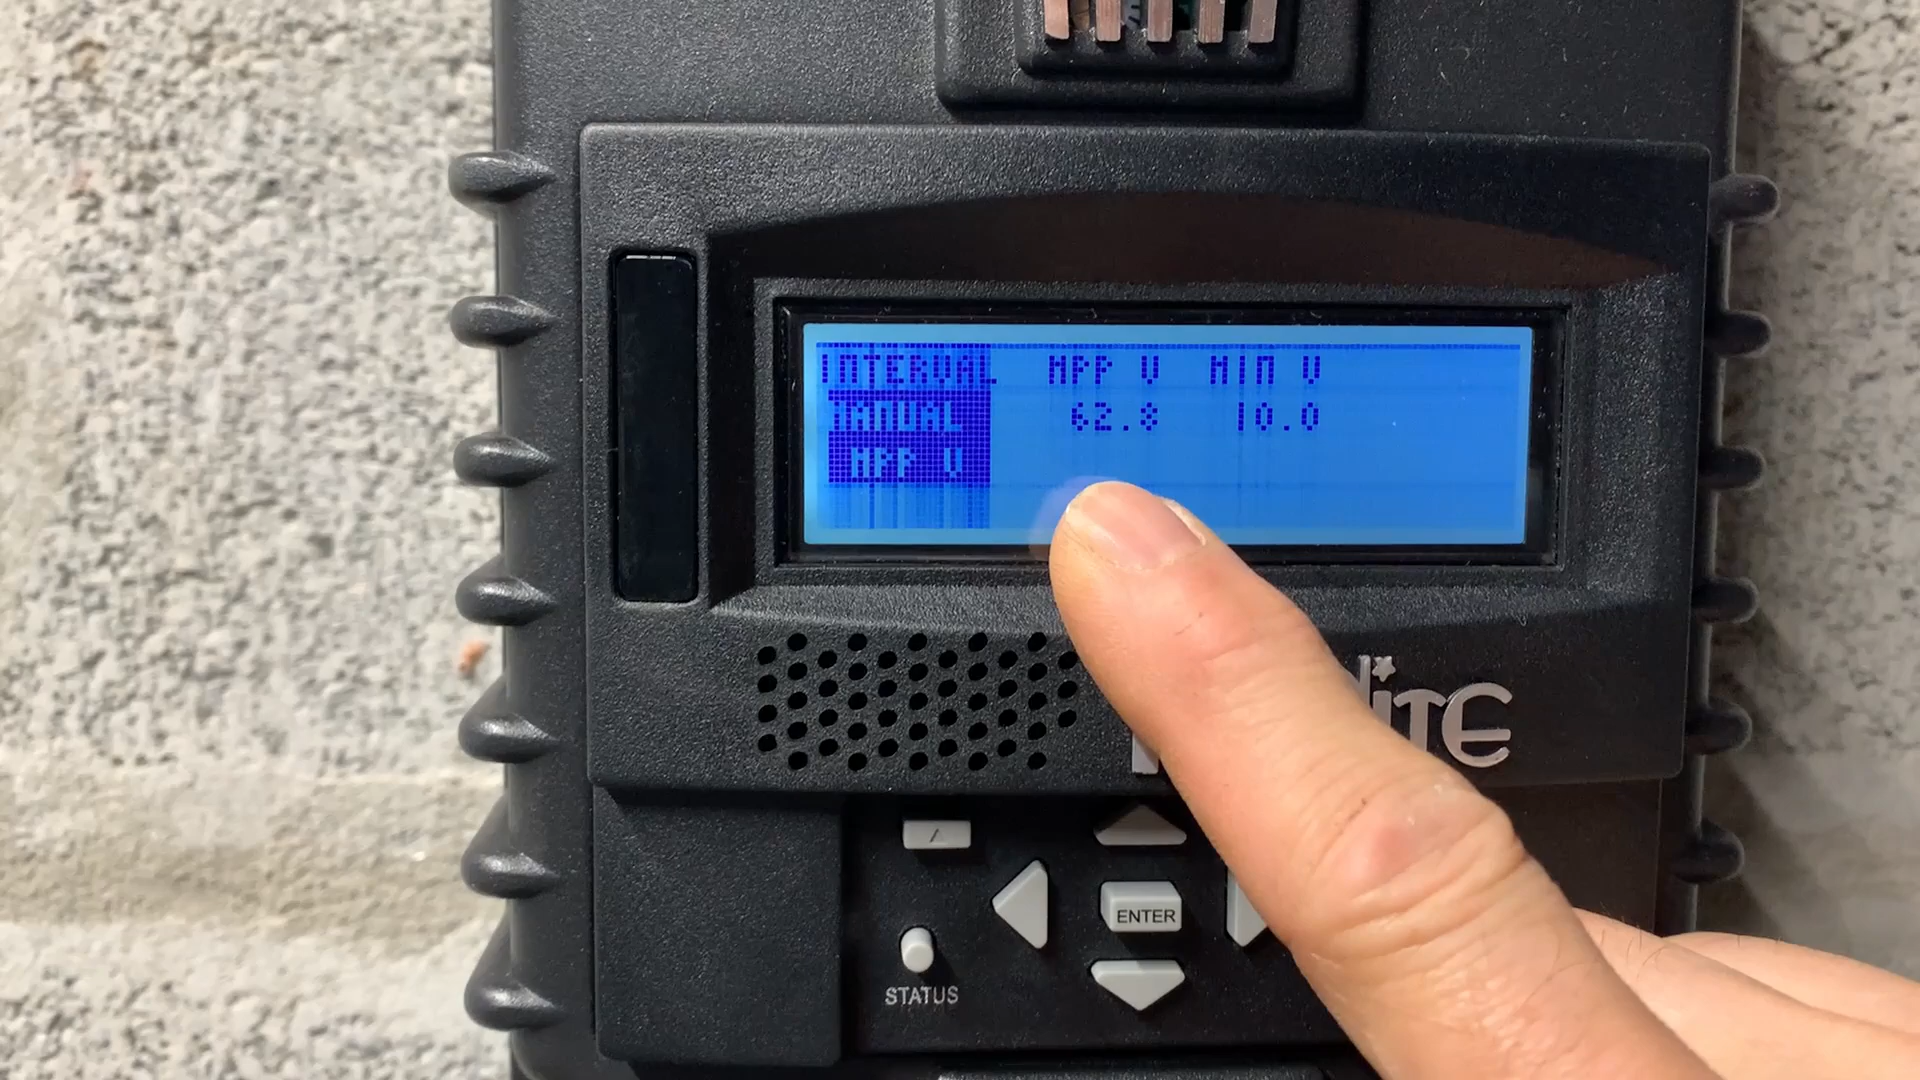 INTERVAL MPP V MIN V
MANUAL 62.8 10.0
MPP V
ENTER
STATUS